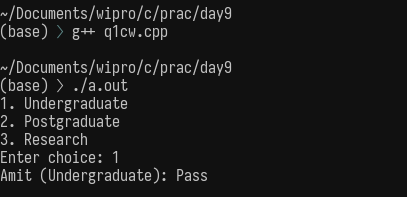 ~/Documents/wipro/c/prac/day9
(base) > g++ q1cw.cpp
~/Documents/wipro/c/prac/day9
(base) > ./a.out
1. Undergraduate
2. Postgraduate
3. Research
Enter choice: 1
Amit (Undergraduate): Pass